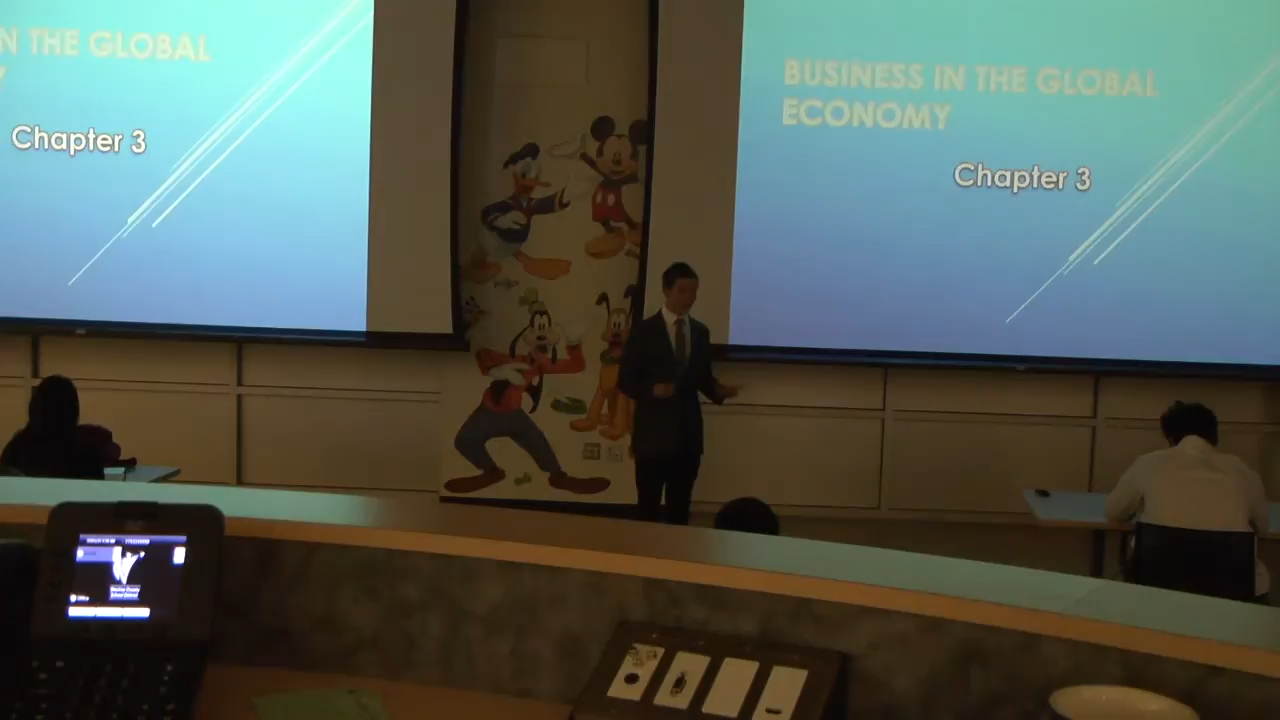 N THE GLOBAL
Chapter 3
BUSINESS IN THE GLOBAL
ECONOMY
Chapter 3